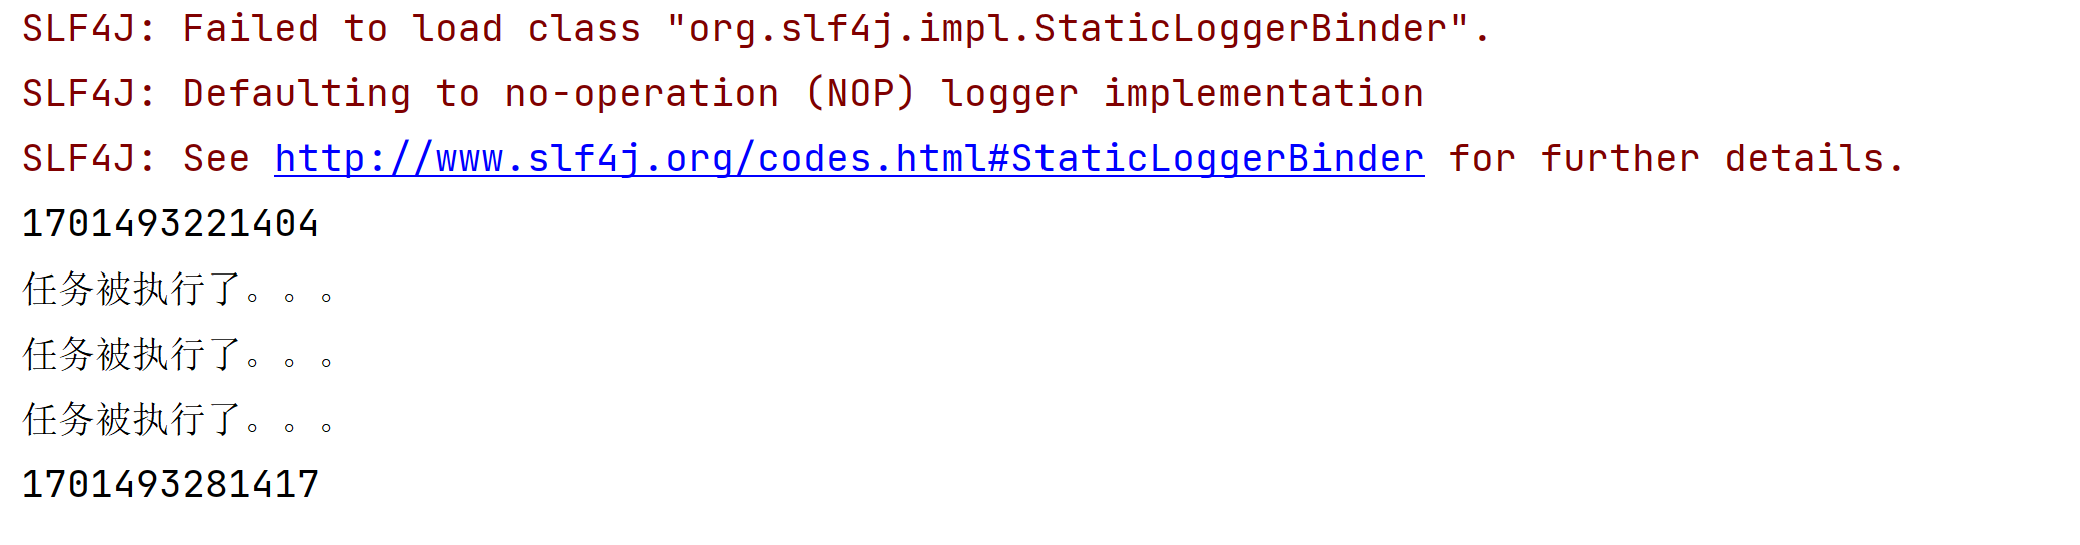 SLF4J: Failed to load class "org.slf4j.impl.StaticLoggerBinder".
SLF4J: Defaulting to no-operation (NOP) logger implementation
SLF4J: See http://www.slf4j.org/codes.html#StaticLoggerBinder for further details.
1701493221404
任务被执行了。。。
任务被执行了。。。
任务被执行了。。。
1701493281417